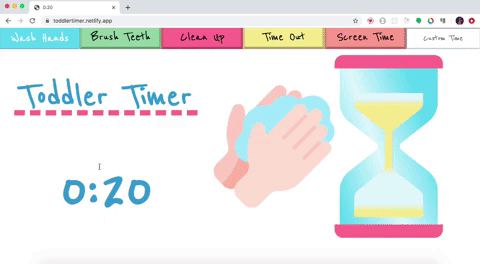 0:20
toddlertimer.netlify.app
Wash Hands Brush Teeth Clean Up Time Out Screen Time Custom Time
Toddler Timer
0:20